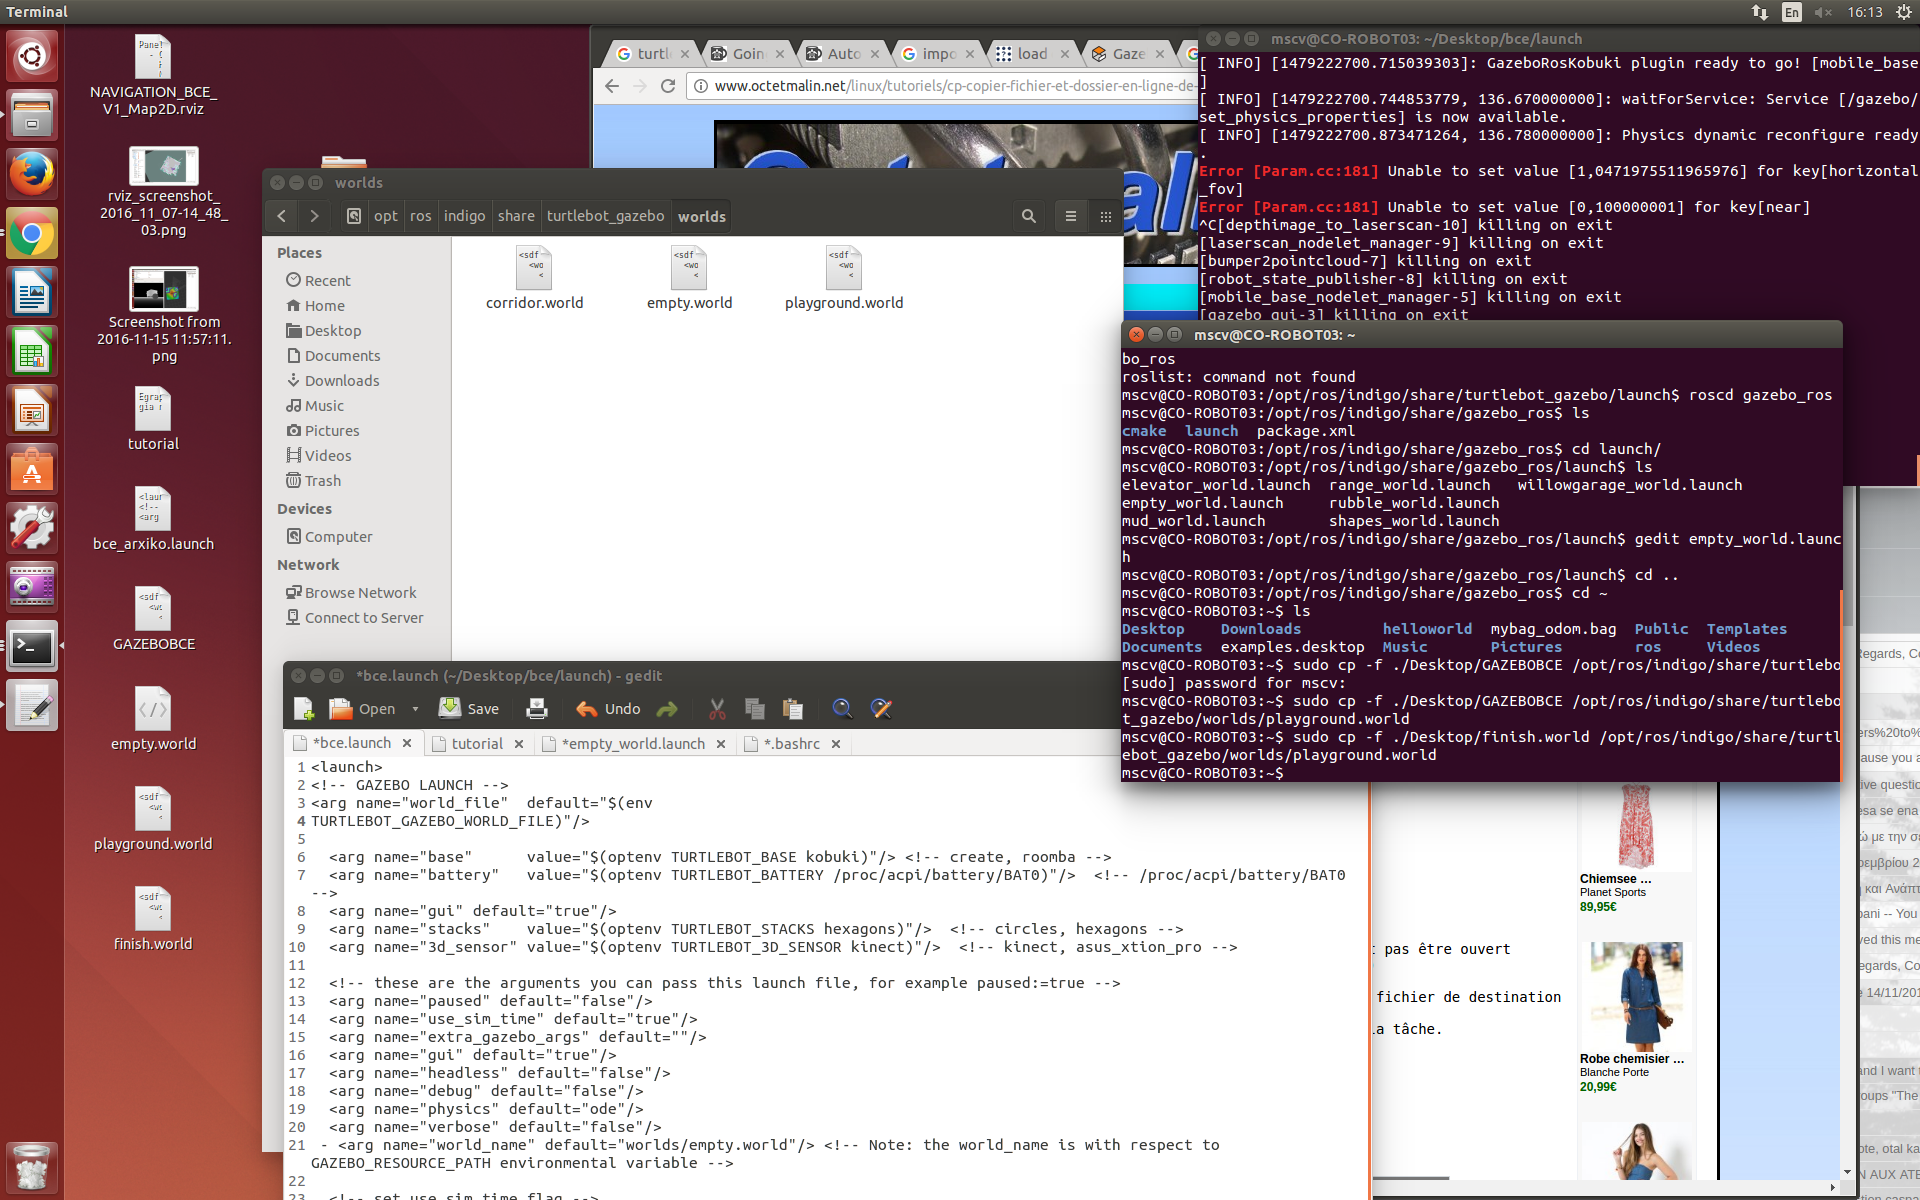 Terminal
En
16:13
Panel
NAVIGATION_BCE_
V1_Map2D.rviz
rviz_screenshot_
2016_11_07-14_48_
03.png
Screenshot from
2016-11-15 11:57:11.
png
tutorial
<laun
<!--
<arg
bce_arxiko.launch
GAZEBOBCE
empty.world
playground.world
finish.world
turtl
Goin
Auto
impo
load
Gaze
www.octetmalin.net/linux/tutoriels/cp-copier-fichier-et-dossier-en-ligne-de-
worlds
opt ros indigo share turtlebot_gazebo worlds
Places
Recent
Home
Desktop
Documents
Downloads
Music
Pictures
Videos
Trash
Devices
Computer
Network
Browse Network
Connect to Server
corridor.world
empty.world
playground.world
mscv@CO-ROBOT03: ~/Desktop/bce/launch
[ INFO] [1479222700.715039303]: GazeboRosKobuki plugin ready to go! [mobile_base
]
[ INFO] [1479222700.744853779, 136.670000000]: waitForService: Service [/gazebo/
set_physics_properties] is now available.
[ INFO] [1479222700.873471264, 136.780000000]: Physics dynamic reconfigure ready
.
Error [Param.cc:181] Unable to set value [1,0471975511965976] for key[horizontal
_fov]
Error [Param.cc:181] Unable to set value [0,100000001] for key[near]
^C[depthimage_to_laserscan-10] killing on exit
[laserscan_nodelet_manager-9] killing on exit
[bumper2pointcloud-7] killing on exit
[robot_state_publisher-8] killing on exit
[mobile_base_nodelet_manager-5] killing on exit
[gazebo_gui-3] killing on exit
mscv@CO-ROBOT03: ~
bo_ros
roslist: command not found
mscv@CO-ROBOT03:/opt/ros/indigo/share/turtlebot_gazebo/launch$ roscd gazebo_ros
mscv@CO-ROBOT03:/opt/ros/indigo/share/gazebo_ros$ ls
cmake launch package.xml
mscv@CO-ROBOT03:/opt/ros/indigo/share/gazebo_ros$ cd launch/
mscv@CO-ROBOT03:/opt/ros/indigo/share/gazebo_ros/launch$ ls
elevator_world.launch range_world.launch willowgarage_world.launch
empty_world.launch rubble_world.launch
mud_world.launch shapes_world.launch
mscv@CO-ROBOT03:/opt/ros/indigo/share/gazebo_ros/launch$ gedit empty_world.launc
h
mscv@CO-ROBOT03:/opt/ros/indigo/share/gazebo_ros/launch$ cd ..
mscv@CO-ROBOT03:/opt/ros/indigo/share/gazebo_ros$ cd ~
mscv@CO-ROBOT03:~$ ls
Desktop Downloads helloworld mybag_odom.bag Public Templates
Documents examples.desktop Music Pictures ros Videos
mscv@CO-ROBOT03:~$ sudo cp -f ./Desktop/GAZEBOBCE /opt/ros/indigo/share/turtlebo
[sudo] password for mscv:
mscv@CO-ROBOT03:~$ sudo cp -f ./Desktop/GAZEBOBCE /opt/ros/indigo/share/turtlebo
t_gazebo/worlds/playground.world
mscv@CO-ROBOT03:~$ sudo cp -f ./Desktop/finish.world /opt/ros/indigo/share/turtl
ebot_gazebo/worlds/playground.world
mscv@CO-ROBOT03:~$
*bce.launch (~/Desktop/bce/launch) - gedit
Open Save Undo
*bce.launch tutorial *empty_world.launch *.bashrc
1 <launch>
2 <!-- GAZEBO LAUNCH -->
3 <arg name="world_file" default="$(env
4 TURTLEBOT_GAZEBO_WORLD_FILE)"/>
5
6 <arg name="base" value="$(optenv TURTLEBOT_BASE kobuki)"/> <!-- create, roomba -->
7 <arg name="battery" value="$(optenv TURTLEBOT_BATTERY /proc/acpi/battery/BAT0)"/> <!-- /proc/acpi/battery/BAT0
-->
8 <arg name="gui" default="true"/>
9 <arg name="stacks" value="$(optenv TURTLEBOT_STACKS hexagons)"/> <!-- circles, hexagons -->
10 <arg name="3d_sensor" value="$(optenv TURTLEBOT_3D_SENSOR kinect)"/> <!-- kinect, asus_xtion_pro -->
11
12 <!-- these are the arguments you can pass this launch file, for example paused:=true -->
13 <arg name="paused" default="false"/>
14 <arg name="use_sim_time" default="true"/>
15 <arg name="extra_gazebo_args" default=""/>
16 <arg name="gui" default="true"/>
17 <arg name="headless" default="false"/>
18 <arg name="debug" default="false"/>
19 <arg name="physics" default="ode"/>
20 <arg name="verbose" default="false"/>
21 - <arg name="world_name" default="worlds/empty.world"/> <!-- Note: the world_name is with respect to
GAZEBO_RESOURCE_PATH environmental variable -->
22
23 <!-- set use_sim_time flag -->
pas être ouvert
fichier de destination
la tâche.
Chiemsee ...
Planet Sports
89,95€
Robe chemisier ...
Blanche Porte
20,99€
Regards, Co
ers%20to%
ause you a
ive questio
esa se ena
ώ με την σε
εμβρίου 2
και Ανάπτ
pani -- You
ved this me
egards, Co
e 14/11/201
and I want
oups "The
ote, otal ka
N AUX ATE